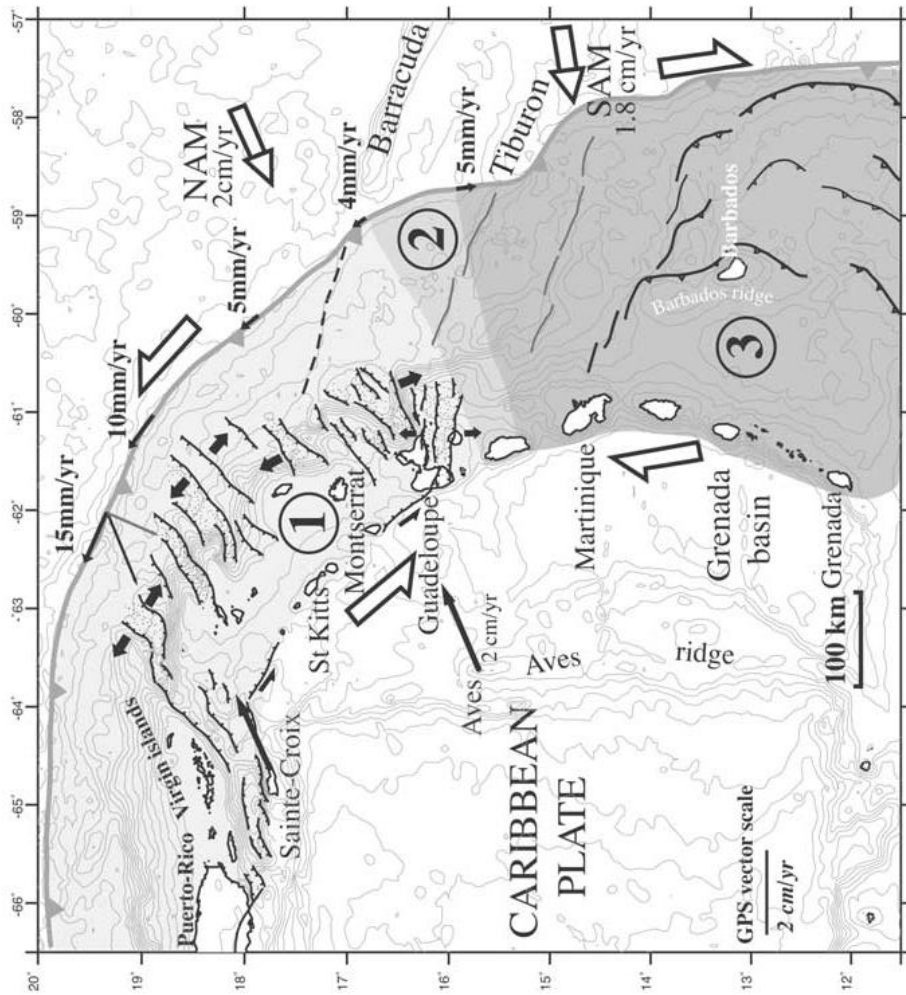 -57°
-58°
-59°
-60°
-61°
-62°
-63°
-64°
-65°
-66°
20°
19°
18°
17°
16°
15°
14°
13°
12°
15mm/yr
10mm/yr
5mm/yr
NAM
2cm/yr
4mm/yr
Barracuda
5mm/yr
Tiburon
SAM
1.8 cm/yr
Puerto-Rico
Virgin islands
Sainte-Croix
St Kitts
Montserrat
Guadeloupe
1
2
3
Aves
2 cm/yr
Aves
ridge
CARIBBEAN
PLATE
Martinique
Grenada
basin
Grenada
Barbados
Barbados ridge
GPS vector scale
2 cm/yr
100 km